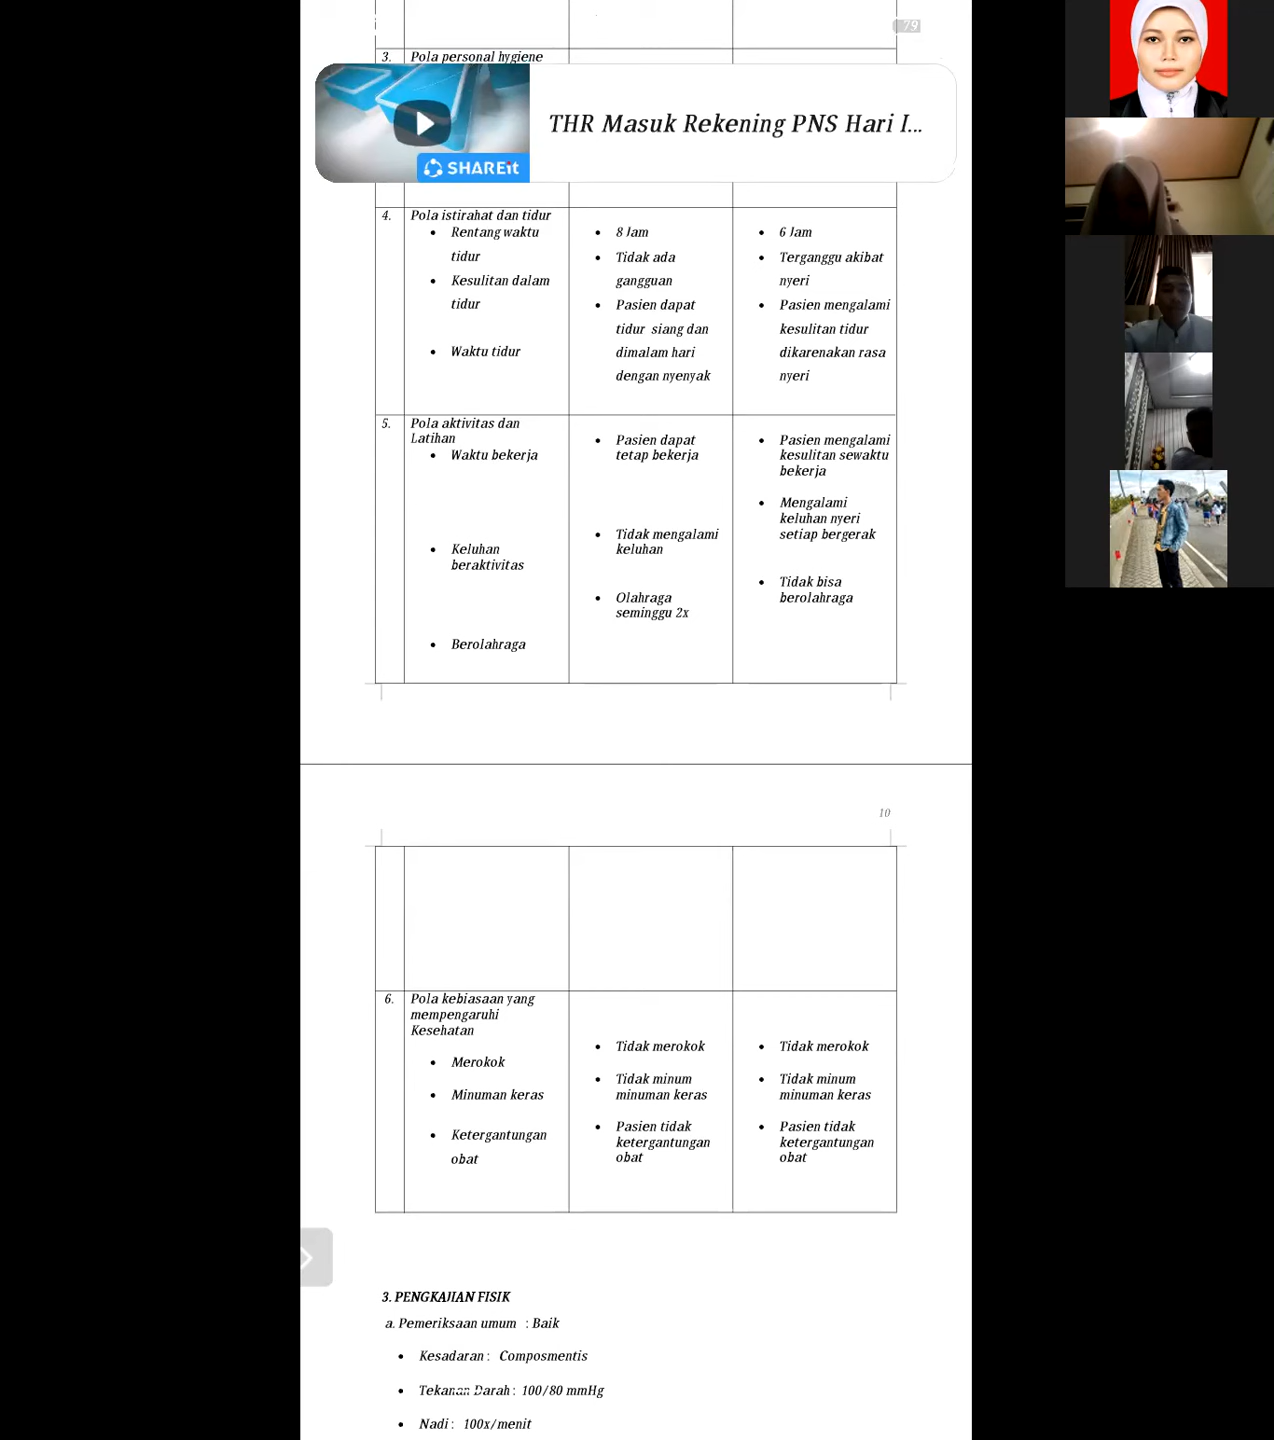 79
3. Pola personal hygiene
THR Masuk Rekening PNS Hari I...
SHAREit
4. Pola istirahat dan tidur
• Rentang waktu
tidur
• Kesulitan dalam
tidur
• Waktu tidur
• 8 Jam
• Tidak ada
gangguan
• Pasien dapat
tidur siang dan
dimalam hari
dengan nyenyak
• 6 Jam
• Terganggu akibat
nyeri
• Pasien mengalami
kesulitan tidur
dikarenakan rasa
nyeri
5. Pola aktivitas dan
Latihan
• Waktu bekerja
• Keluhan
beraktivitas
• Berolahraga
• Pasien dapat
tetap bekerja
• Tidak mengalami
keluhan
• Olahraga
seminggu 2x
• Pasien mengalami
kesulitan sewaktu
bekerja
• Mengalami
keluhan nyeri
setiap bergerak
• Tidak bisa
berolahraga
10
6. Pola kebiasaan yang
mempengaruhi
Kesehatan
• Merokok
• Minuman keras
• Ketergantungan
obat
• Tidak merokok
• Tidak minum
minuman keras
• Pasien tidak
ketergantungan
obat
• Tidak merokok
• Tidak minum
minuman keras
• Pasien tidak
ketergantungan
obat
3. PENGKAJIAN FISIK
a. Pemeriksaan umum : Baik
• Kesadaran : Composmentis
• Tekanan Darah : 100/80 mmHg
• Nadi : 100x/menit